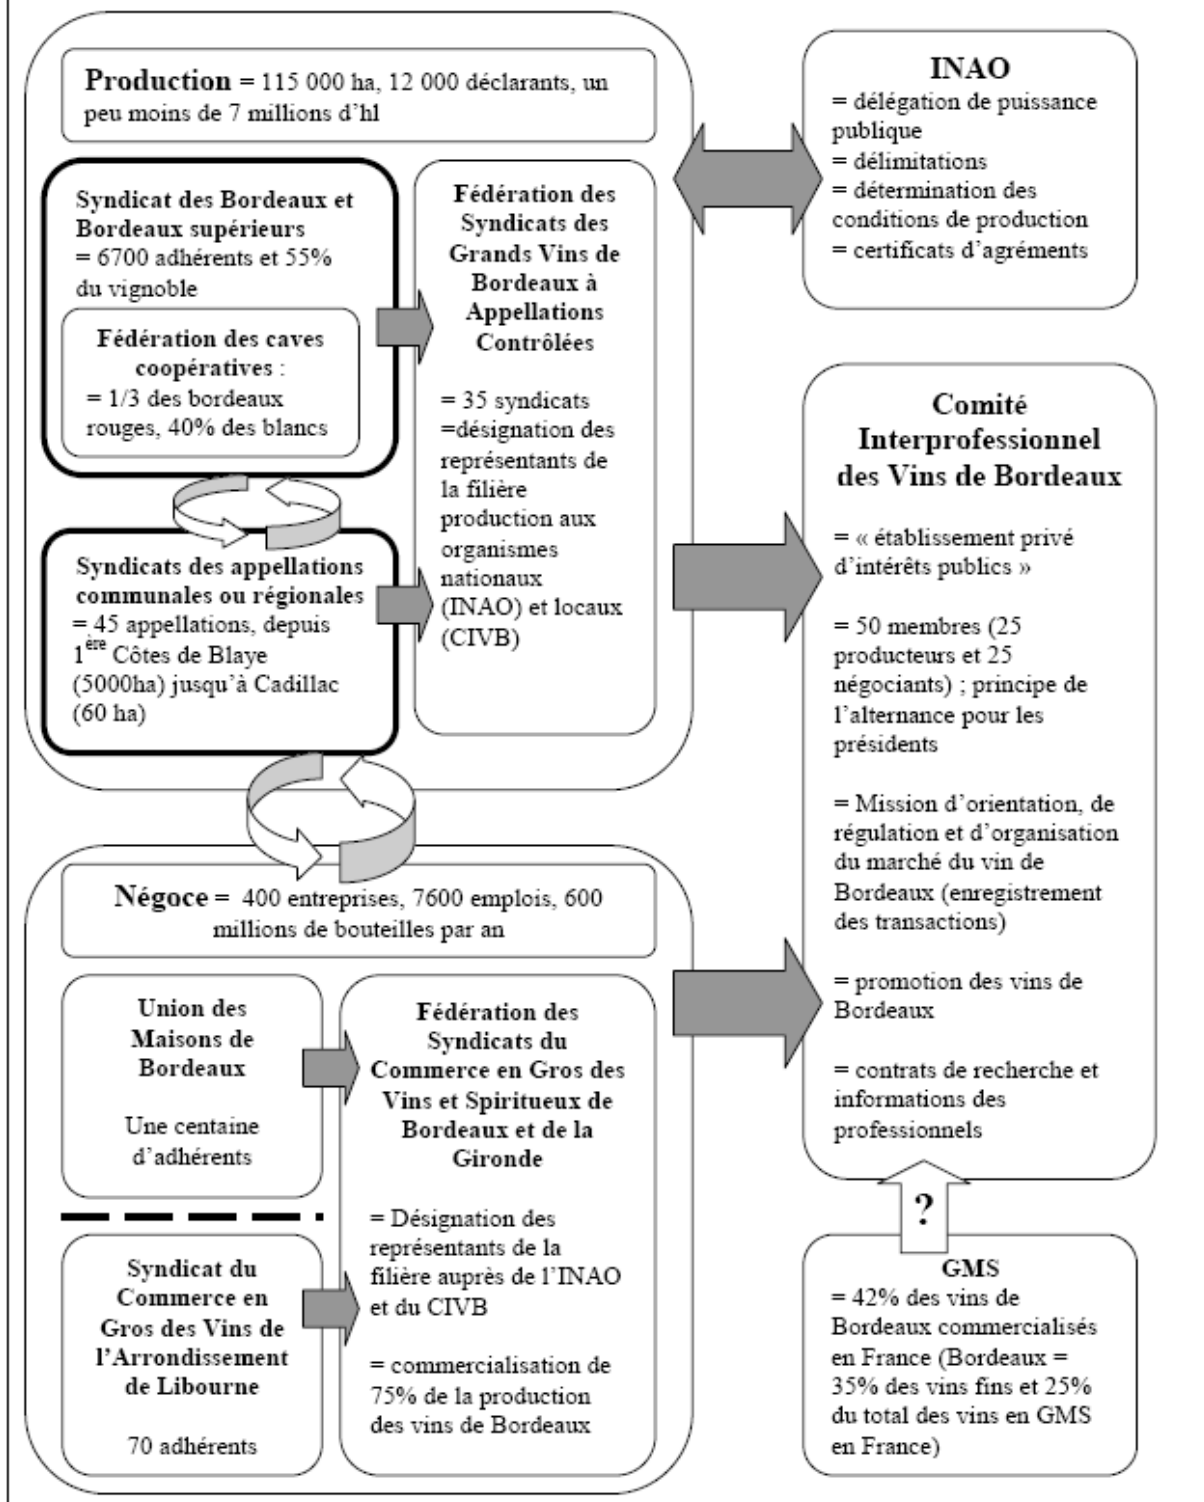 Production = 115 000 ha, 12 000 déclarants, un
peu moins de 7 millions d’hl
Syndicat des Bordeaux et
Bordeaux supérieurs
= 6700 adhérents et 55%
du vignoble
Fédération des caves
coopératives :
= 1/3 des bordeaux
rouges, 40% des blancs
Syndicats des appellations
communales ou régionales
= 45 appellations, depuis
1ère Côtes de Blaye
(5000ha) jusqu’à Cadillac
(60 ha)
Fédération des
Syndicats des
Grands Vins de
Bordeaux à
Appellations
Contrôlées
= 35 syndicats
=désignation des
représentants de
la filière
production aux
organismes
nationaux
(INAO) et locaux
(CIVB)
INAO
= délégation de puissance
publique
= délimitations
= détermination des
conditions de production
= certificats d’agréments
Comité
Interprofessionnel
des Vins de Bordeaux
= « établissement privé
d’intérêts publics »
= 50 membres (25
producteurs et 25
négociants) ; principe de
l’alternance pour les
présidents
= Mission d’orientation, de
régulation et d’organisation
du marché du vin de
Bordeaux (enregistrement
des transactions)
= promotion des vins de
Bordeaux
= contrats de recherche et
informations des
professionnels
Négoce = 400 entreprises, 7600 emplois, 600
millions de bouteilles par an
Union des
Maisons de
Bordeaux
Une centaine
d’adhérents
Syndicat du
Commerce en
Gros des Vins de
l’Arrondissement
de Libourne
70 adhérents
Fédération des
Syndicats du
Commerce en Gros des
Vins et Spiritueux de
Bordeaux et de la
Gironde
= Désignation des
représentants de la
filière auprès de l’INAO
et du CIVB
= commercialisation de
75% de la production
des vins de Bordeaux
?
GMS
= 42% des vins de
Bordeaux commercialisés
en France (Bordeaux =
35% des vins fins et 25%
du total des vins en GMS
en France)